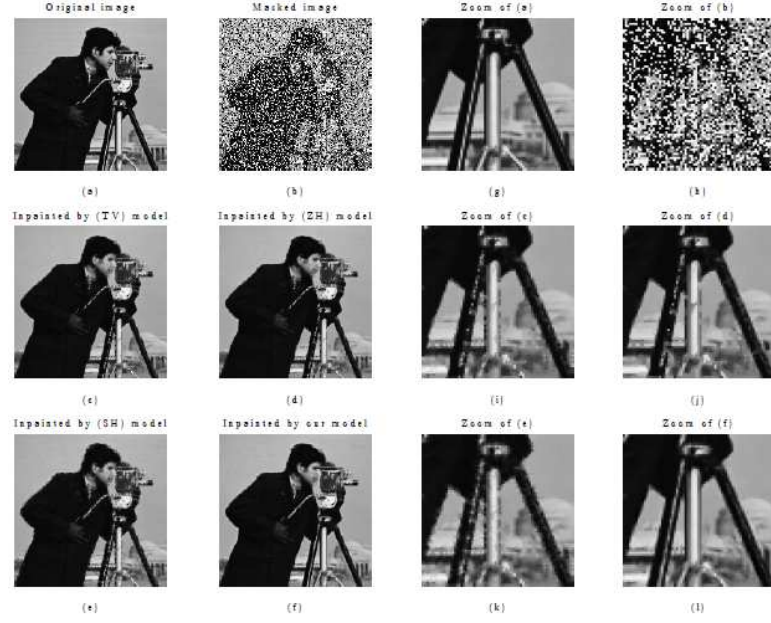 Original image
Masked image
Zoom of (a)
Zoom of (b)
(a)
(b)
(g)
(h)
Inpainted by (TV) model
Inpainted by (ZH) model
Zoom of (c)
Zoom of (d)
(c)
(d)
(i)
(j)
Inpainted by (SH) model
Inpainted by our model
Zoom of (e)
Zoom of (f)
(e)
(f)
(k)
(l)